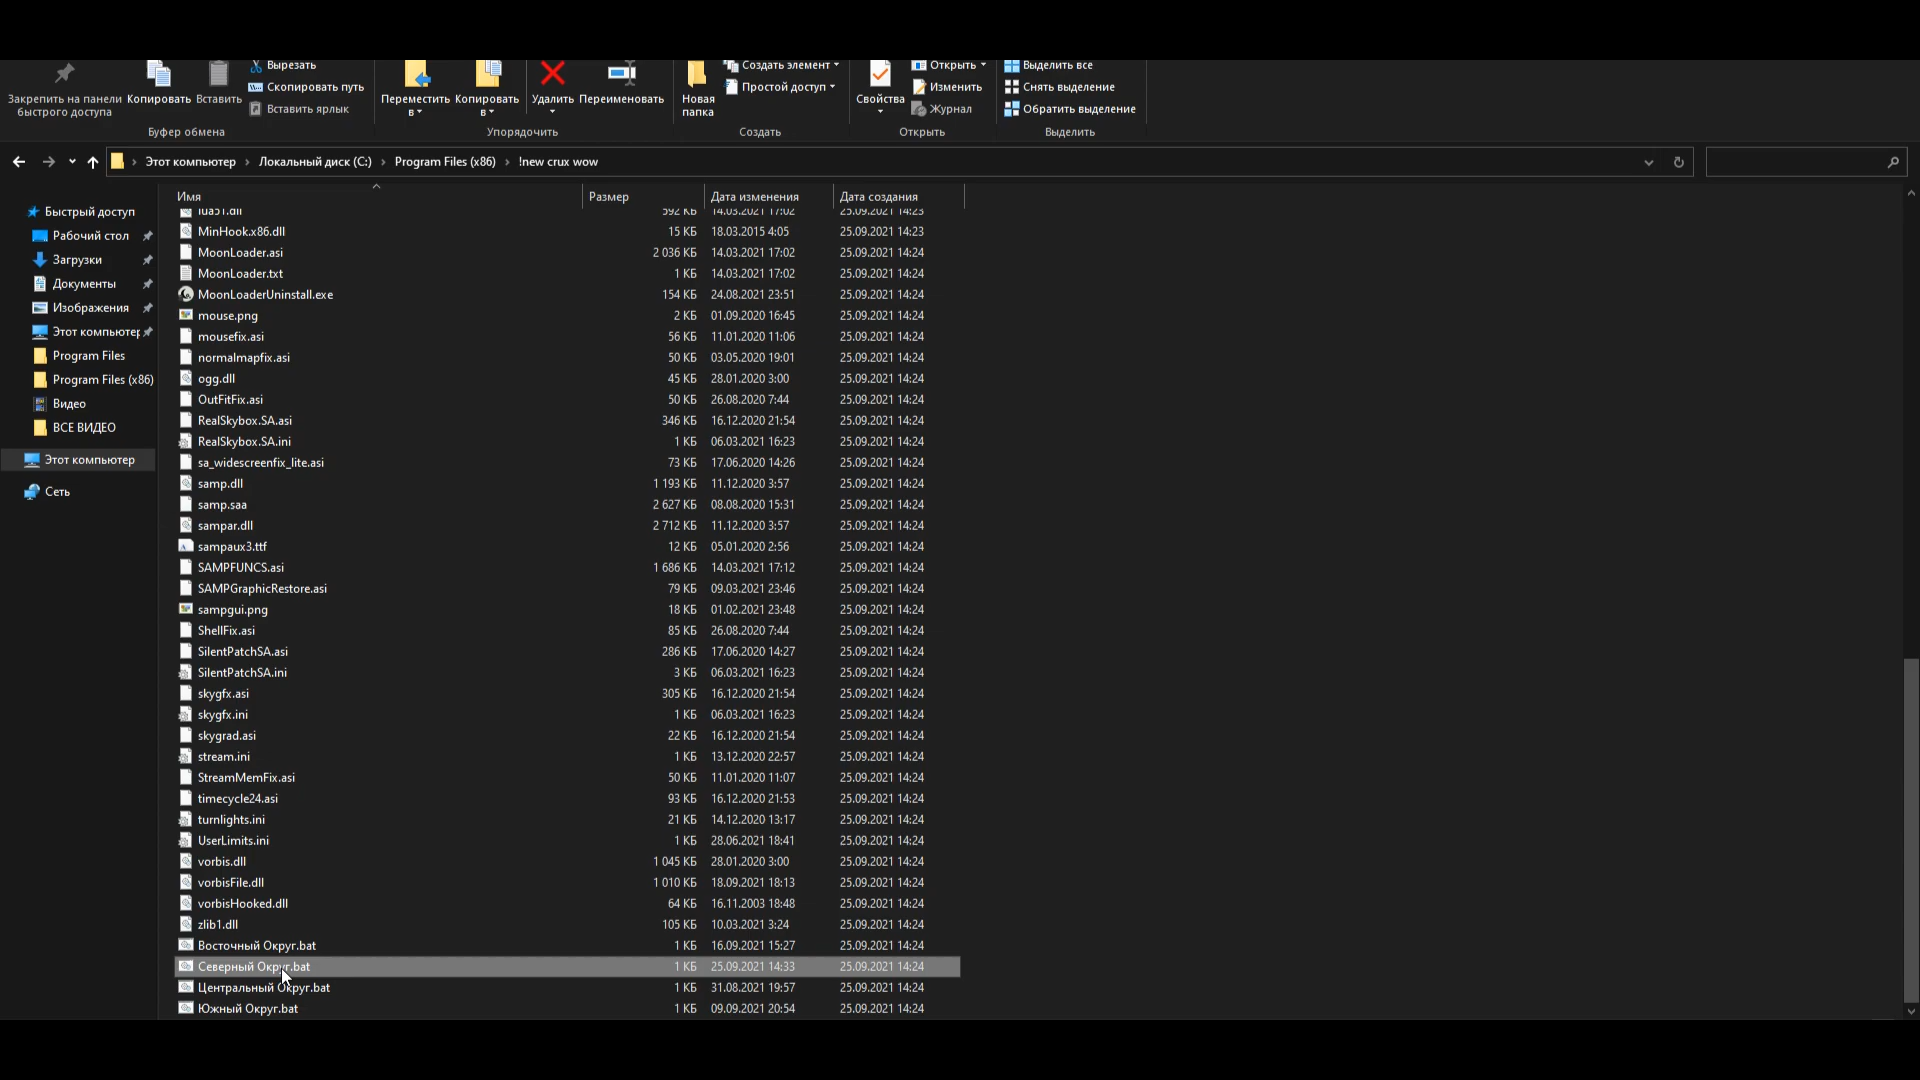 Закрепить на панели
быстрого доступа
Копировать
Вставить
Вырезать
Скопировать путь
Вставить ярлык
Буфер обмена
Переместить
в
Копировать
в
Удалить
Переименовать
Упорядочить
Новая
папка
Создать элемент
Простой доступ
Создать
Свойства
Открыть
Изменить
Журнал
Открыть
Выделить все
Снять выделение
Обратить выделение
Выделить
Этот компьютер › Локальный диск (C:) › Program Files (x86) › !new crux wow
Быстрый доступ
Рабочий стол
Загрузки
Документы
Изображения
Этот компьютер
Program Files
Program Files (x86)
Видео
ВСЕ ВИДЕО
Этот компьютер
Сеть
Имя Размер Дата изменения Дата создания
lua51.dll 592 КБ 14.03.2021 17:02 25.09.2021 14:23
MinHook.x86.dll 15 КБ 18.03.2015 4:05 25.09.2021 14:23
MoonLoader.asi 2 036 КБ 14.03.2021 17:02 25.09.2021 14:24
MoonLoader.txt 1 КБ 14.03.2021 17:02 25.09.2021 14:24
MoonLoaderUninstall.exe 154 КБ 24.08.2021 23:51 25.09.2021 14:24
mouse.png 2 КБ 01.09.2020 16:45 25.09.2021 14:24
mousefix.asi 56 КБ 11.01.2020 11:06 25.09.2021 14:24
normalmapfix.asi 50 КБ 03.05.2020 19:01 25.09.2021 14:24
ogg.dll 45 КБ 28.01.2020 3:00 25.09.2021 14:24
OutFitFix.asi 50 КБ 26.08.2020 7:44 25.09.2021 14:24
RealSkybox.SA.asi 346 КБ 16.12.2020 21:54 25.09.2021 14:24
RealSkybox.SA.ini 1 КБ 06.03.2021 16:23 25.09.2021 14:24
sa_widescreenfix_lite.asi 73 КБ 17.06.2020 14:26 25.09.2021 14:24
samp.dll 1 193 КБ 11.12.2020 3:57 25.09.2021 14:24
samp.saa 2 627 КБ 08.08.2020 15:31 25.09.2021 14:24
sampar.dll 2 712 КБ 11.12.2020 3:57 25.09.2021 14:24
sampaux3.ttf 12 КБ 05.01.2020 2:56 25.09.2021 14:24
SAMPFUNCS.asi 1 686 КБ 14.03.2021 17:12 25.09.2021 14:24
SAMPGraphicRestore.asi 79 КБ 09.03.2021 23:46 25.09.2021 14:24
sampgui.png 18 КБ 01.02.2021 23:48 25.09.2021 14:24
ShellFix.asi 85 КБ 26.08.2020 7:44 25.09.2021 14:24
SilentPatchSA.asi 286 КБ 17.06.2020 14:27 25.09.2021 14:24
SilentPatchSA.ini 3 КБ 06.03.2021 16:23 25.09.2021 14:24
skygfx.asi 305 КБ 16.12.2020 21:54 25.09.2021 14:24
skygfx.ini 1 КБ 06.03.2021 16:23 25.09.2021 14:24
skygrad.asi 22 КБ 16.12.2020 21:54 25.09.2021 14:24
stream.ini 1 КБ 13.12.2020 22:57 25.09.2021 14:24
StreamMemFix.asi 50 КБ 11.01.2020 11:07 25.09.2021 14:24
timecycle24.asi 93 КБ 16.12.2020 21:53 25.09.2021 14:24
turnlights.ini 21 КБ 14.12.2020 13:17 25.09.2021 14:24
UserLimits.ini 1 КБ 28.06.2021 18:41 25.09.2021 14:24
vorbis.dll 1 045 КБ 28.01.2020 3:00 25.09.2021 14:24
vorbisFile.dll 1 010 КБ 18.09.2021 18:13 25.09.2021 14:24
vorbisHooked.dll 64 КБ 16.11.2003 18:48 25.09.2021 14:24
zlib1.dll 105 КБ 10.03.2021 3:24 25.09.2021 14:24
Восточный Округ.bat 1 КБ 16.09.2021 15:27 25.09.2021 14:24
Северный Округ.bat 1 КБ 25.09.2021 14:33 25.09.2021 14:24
Центральный Округ.bat 1 КБ 31.08.2021 19:57 25.09.2021 14:24
Южный Округ.bat 1 КБ 09.09.2021 20:54 25.09.2021 14:24